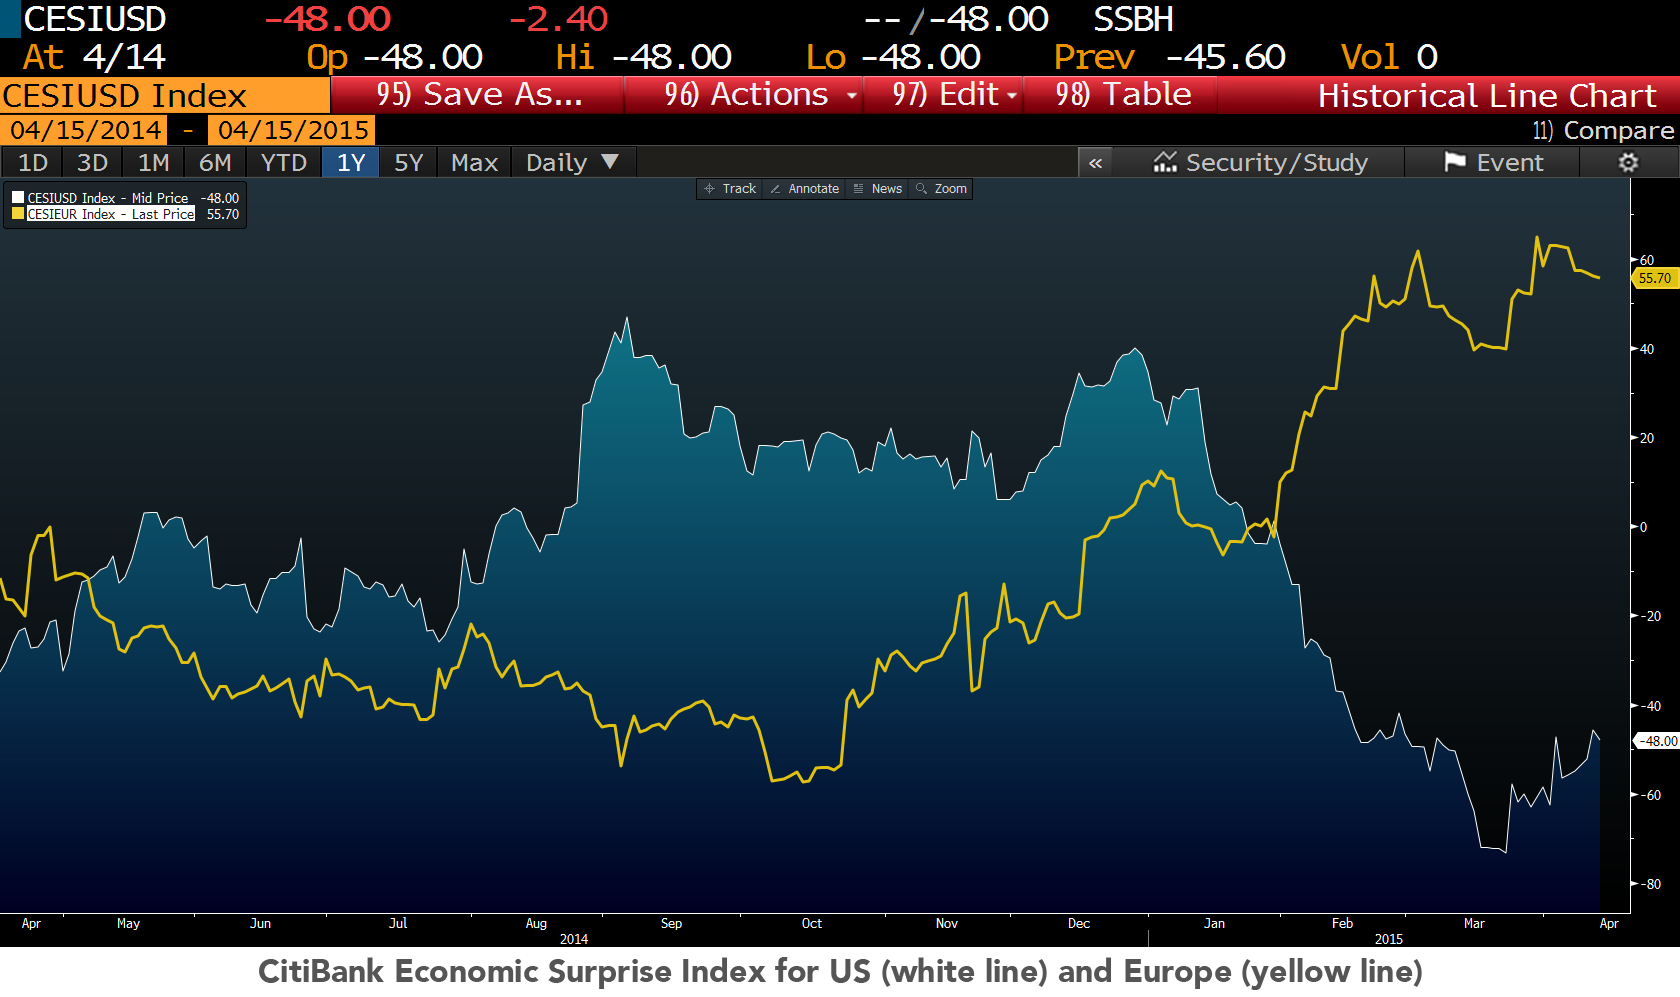 CESIUSD -48.00 -2.40 -- /-48.00 SSBH
At 4/14 Op -48.00 Hi -48.00 Lo -48.00 Prev -45.60 Vol 0
CESIUSD Index 95) Save As... 96) Actions 97) Edit 98) Table Historical Line Chart
04/15/2014 - 04/15/2015 11) Compare
1D 3D 1M 6M YTD 1Y 5Y Max Daily ▼ « Security/Study Event
Track Annotate News Zoom
CESIUSD Index - Mid Price -48.00
CESIEUR Index - Last Price 55.70
60
55.70
40
20
0
-20
-40
-48.00
-60
-80
Apr May Jun Jul Aug Sep Oct Nov Dec Jan Feb Mar Apr
2014 2015
CitiBank Economic Surprise Index for US (white line) and Europe (yellow line)